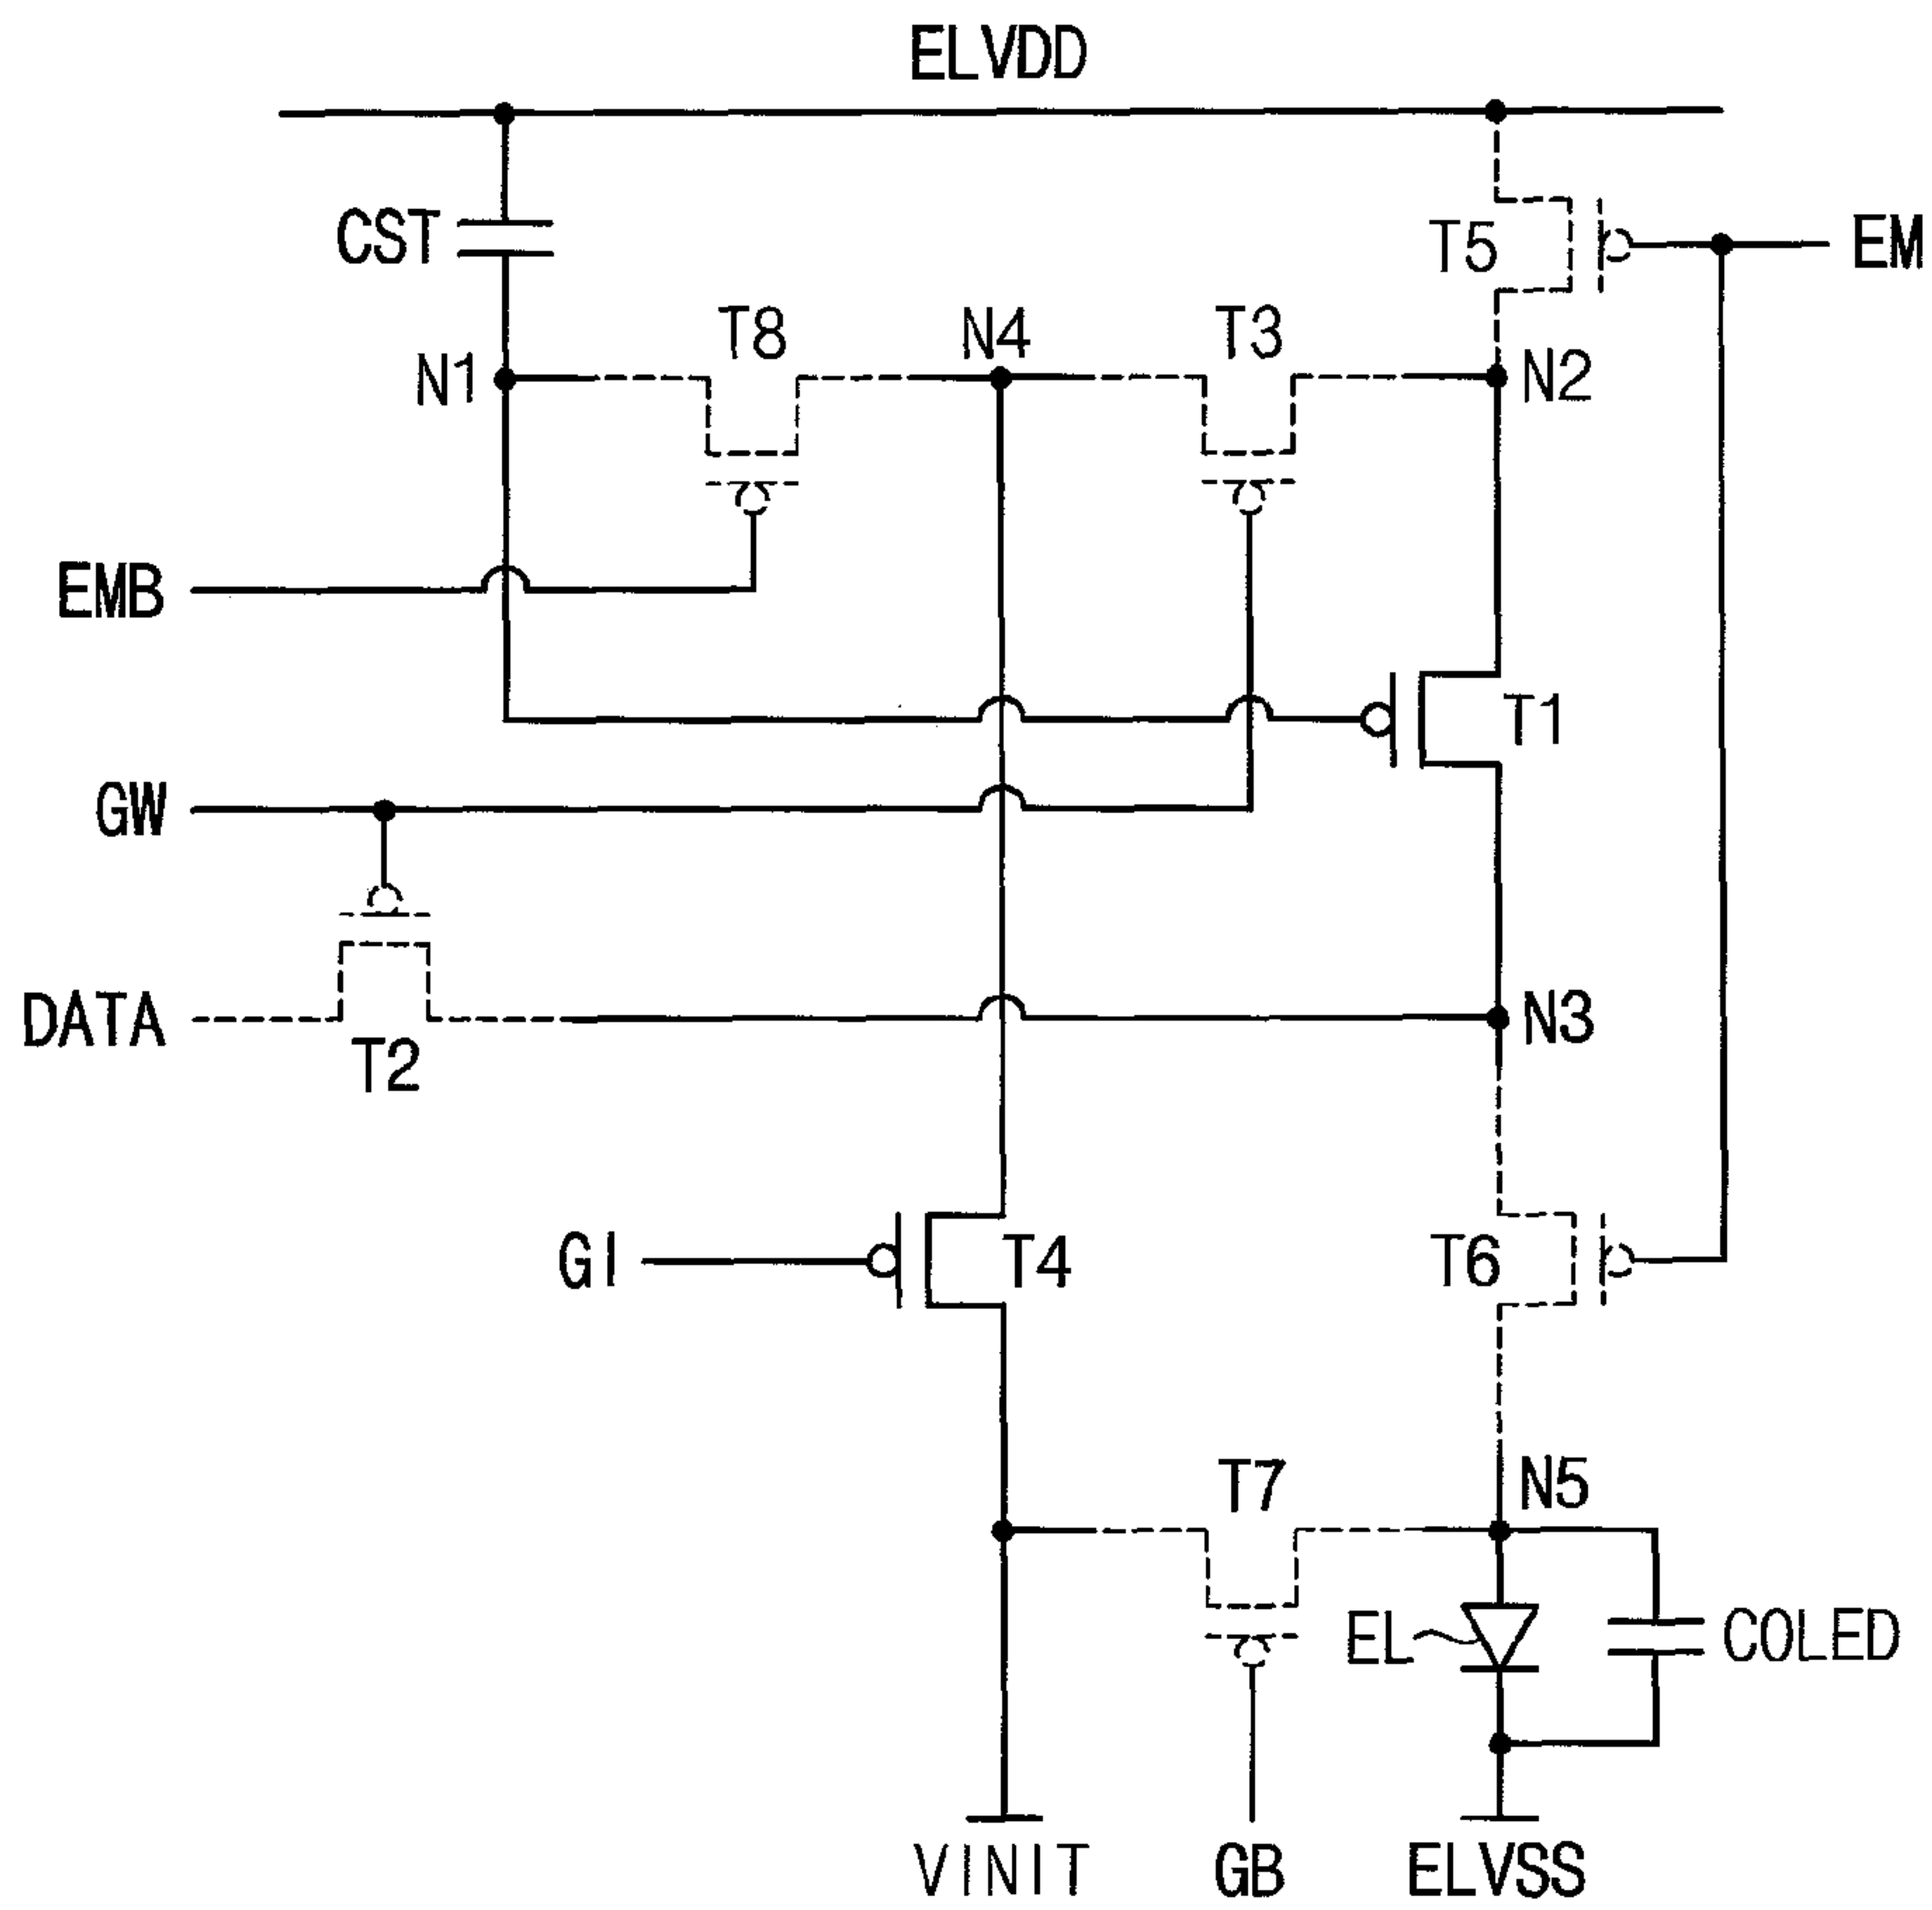 ELVDD
CST
T5
EM
T8
N4
T3
N1
N2
EMB
T1
GW
DATA
N3
T2
GI
T4
T6
T7
N5
EL
COLED
VINIT
GB
ELVSS